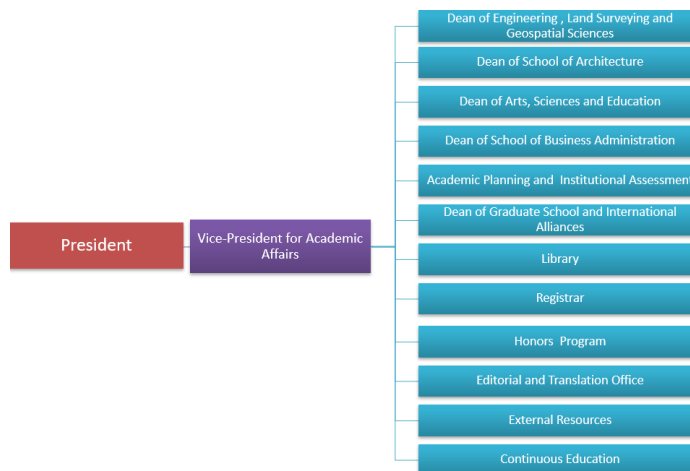 President
Vice-President for Academic
Affairs
Dean of Engineering , Land Surveying and
Geospatial Sciences
Dean of School of Architecture
Dean of Arts, Sciences and Education
Dean of School of Business Administration
Academic Planning and  Institutional Assessment
Dean of Graduate School and International
Alliances
Library
Registrar
Honors  Program
Editorial and Translation Office
External Resources
Continuous Education